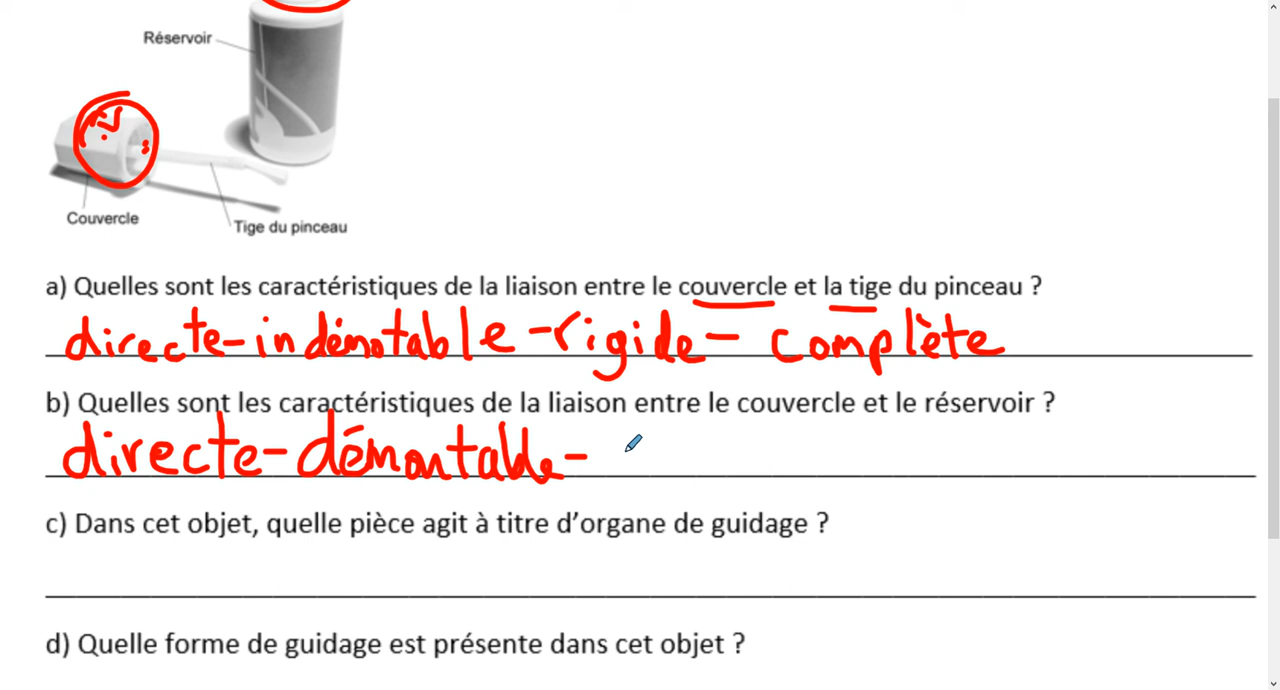 Réservoir
Couvercle
Tige du pinceau
a) Quelles sont les caractéristiques de la liaison entre le couvercle et la tige du pinceau ?
directe-indémotable-rigide-complète
b) Quelles sont les caractéristiques de la liaison entre le couvercle et le réservoir ?
directe-démontable-
c) Dans cet objet, quelle pièce agit à titre d'organe de guidage ?
d) Quelle forme de guidage est présente dans cet objet ?